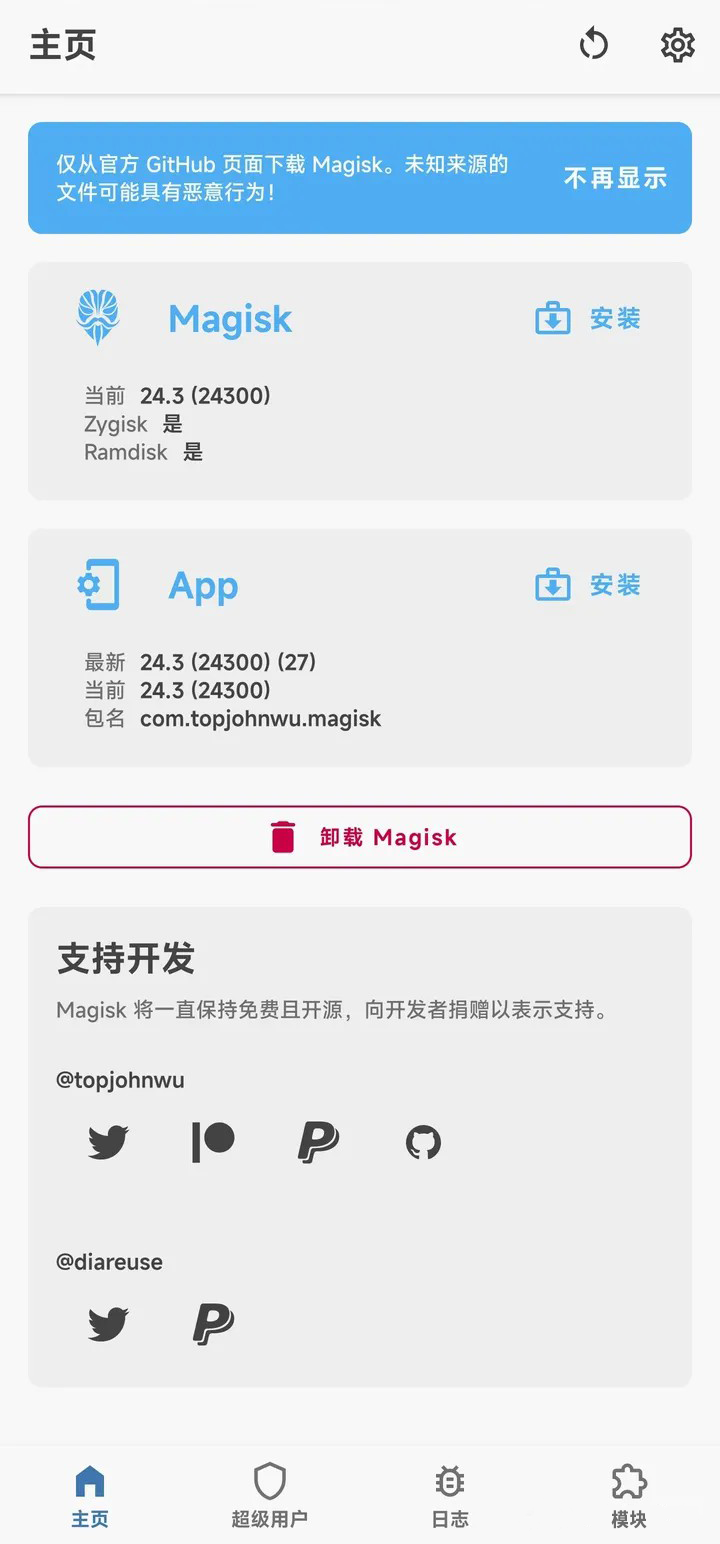 主页
仅从官方 GitHub 页面下载 Magisk。未知来源的
文件可能具有恶意行为！
不再显示
Magisk
安装
当前 24.3 (24300)
Zygisk 是
Ramdisk 是
App
安装
最新 24.3 (24300) (27)
当前 24.3 (24300)
包名 com.topjohnwu.magisk
卸载 Magisk
支持开发
Magisk 将一直保持免费且开源，向开发者捐赠以表示支持。
@topjohnwu
@diareuse
主页
超级用户
日志
模块